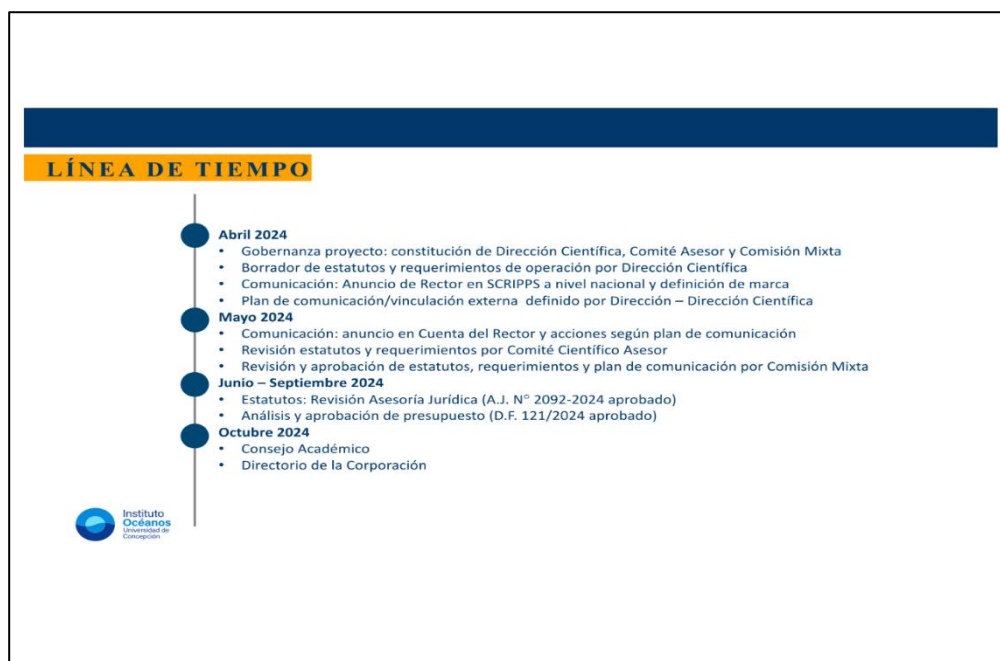 LÍNEA DE TIEMPO
Abril 2024
• Gobernanza proyecto: constitución de Dirección Científica, Comité Asesor y Comisión Mixta
• Borrador de estatutos y requerimientos de operación por Dirección Científica
• Comunicación: Anuncio de Rector en SCRIPPS a nivel nacional y definición de marca
• Plan de comunicación/vinculación externa definido por Dirección – Dirección Científica
Mayo 2024
• Comunicación: anuncio en Cuenta del Rector y acciones según plan de comunicación
• Revisión estatutos y requerimientos por Comité Científico Asesor
• Revisión y aprobación de estatutos, requerimientos y plan de comunicación por Comisión Mixta
Junio – Septiembre 2024
• Estatutos: Revisión Asesoría Jurídica (A.J. N° 2092-2024 aprobado)
• Análisis y aprobación de presupuesto (D.F. 121/2024 aprobado)
Octubre 2024
• Consejo Académico
• Directorio de la Corporación
Instituto
Océanos
Universidad de
Concepción